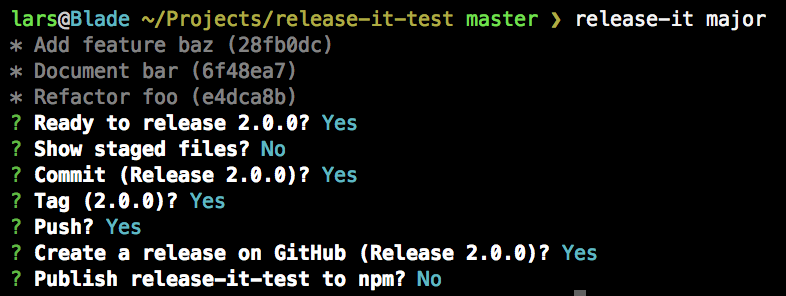 lars@Blade ~/Projects/release-it-test master ❯ release-it major
* Add feature baz (28fb0dc)
* Document bar (6f48ea7)
* Refactor foo (e4dca8b)
? Ready to release 2.0.0? Yes
? Show staged files? No
? Commit (Release 2.0.0)? Yes
? Tag (2.0.0)? Yes
? Push? Yes
? Create a release on GitHub (Release 2.0.0)? Yes
? Publish release-it-test to npm? No